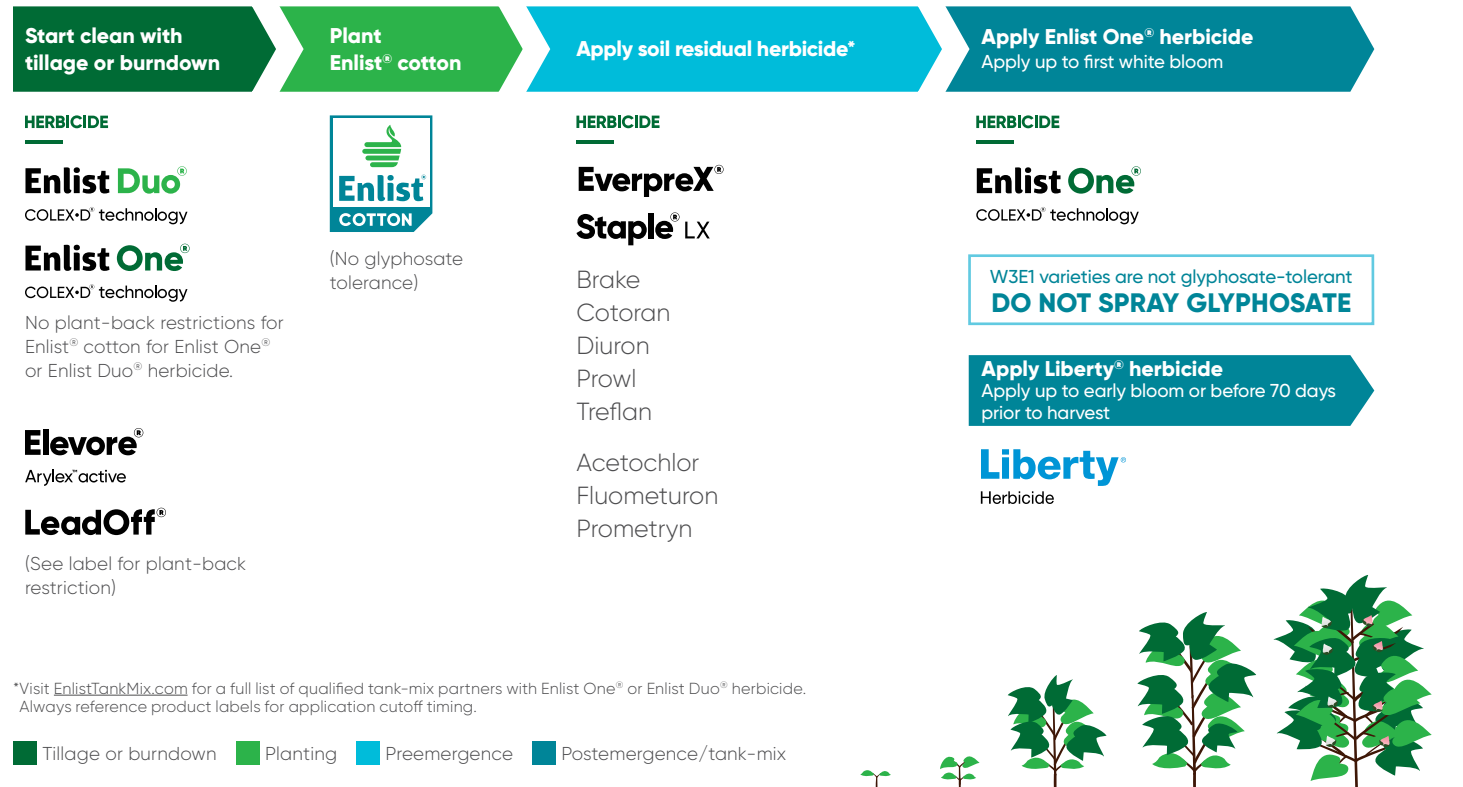 Start clean with
tillage or burndown
Plant
Enlist® cotton
Apply soil residual herbicide*
Apply Enlist One® herbicide
Apply up to first white bloom
HERBICIDE
Enlist Duo®
COLEX•D® technology
Enlist One®
COLEX•D® technology
No plant-back restrictions for
Enlist® cotton for Enlist One®
or Enlist Duo® herbicide.
Elevore®
Arylex™ active
LeadOff®
(See label for plant-back
restriction)
Enlist®
COTTON
(No glyphosate
tolerance)
HERBICIDE
EverpreX®
Staple® LX
Brake
Cotoran
Diuron
Prowl
Treflan
Acetochlor
Fluometuron
Prometryn
HERBICIDE
Enlist One®
COLEX•D® technology
W3E1 varieties are not glyphosate-tolerant
DO NOT SPRAY GLYPHOSATE
Apply Liberty® herbicide
Apply up to early bloom or before 70 days
prior to harvest
Liberty®
Herbicide
*Visit EnlistTankMix.com for a full list of qualified tank-mix partners with Enlist One® or Enlist Duo® herbicide.
Always reference product labels for application cutoff timing.
Tillage or burndown
Planting
Preemergence
Postemergence/tank-mix